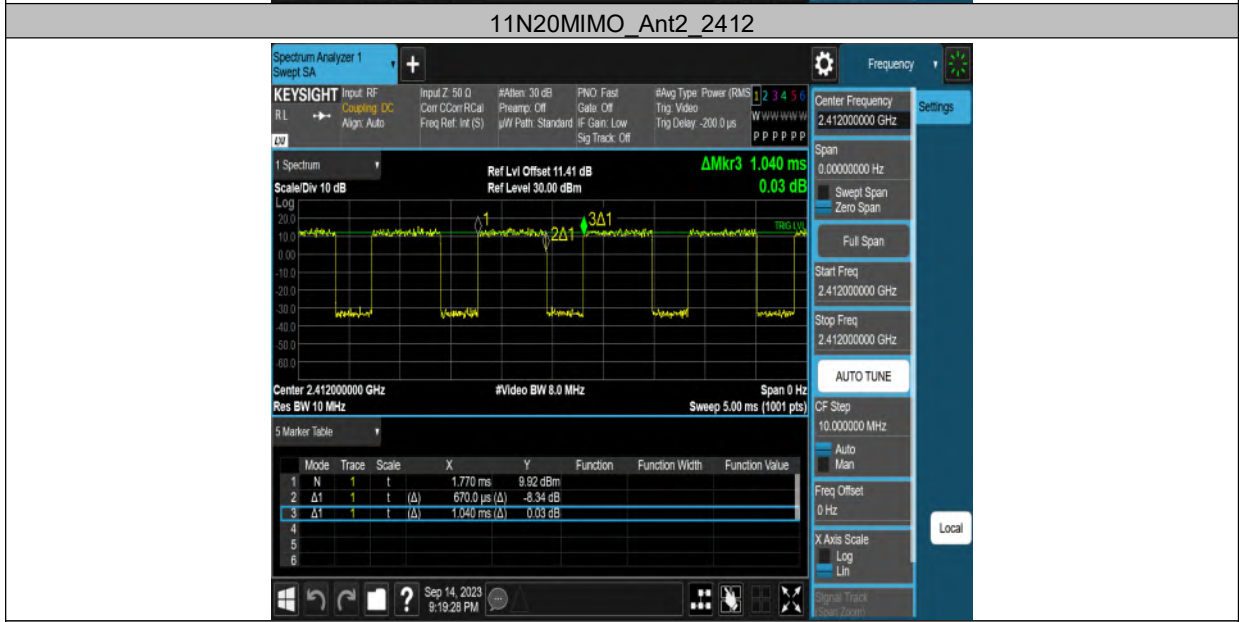 11N20MIMO_Ant2_2412
Spectrum Analyzer 1
Swept SA
Frequency
KEYSIGHT Input: RF Input Z: 50 Ω #Atten: 30 dB PNO: Fast #Avg Type: Power (RMS 1 2 3 4 5 6
RL Coupling: DC Corr CCorr RCal Preamp: Off Gate: Off Trig: Video W W W W W W
Align: Auto Freq Ref: Int (S) µW Path: Standard IF Gain: Low Trig Delay: -200.0 µs
LXI Sig Track: Off P P P P P P
Center Frequency
2.412000000 GHz
Settings
1 Spectrum
Ref Lvl Offset 11.41 dB
ΔMkr3 1.040 ms
Scale/Div 10 dB Ref Level 30.00 dBm 0.03 dB
Span
0.00000000 Hz
Swept Span
Zero Span
Log
20.0
10.0
0.00
-10.0
-20.0
-30.0
-40.0
-50.0
-60.0
1
2Δ1
3Δ1
TRIG LVL
Full Span
Start Freq
2.412000000 GHz
Stop Freq
2.412000000 GHz
AUTO TUNE
Center 2.412000000 GHz #Video BW 8.0 MHz Span 0 Hz
Res BW 10 MHz Sweep 5.00 ms (1001 pts)
CF Step
10.000000 MHz
Auto
Man
5 Marker Table
Mode Trace Scale X Y Function Function Width Function Value
1 N 1 t 1.770 ms 9.92 dBm
2 Δ1 1 t (Δ) 670.0 µs (Δ) -8.34 dB
3 Δ1 1 t (Δ) 1.040 ms (Δ) 0.03 dB
4
5
6
Freq Offset
0 Hz
Local
X Axis Scale
Log
Lin
Signal Track
(Span Zoom)
? Sep 14, 2023
9:19:28 PM